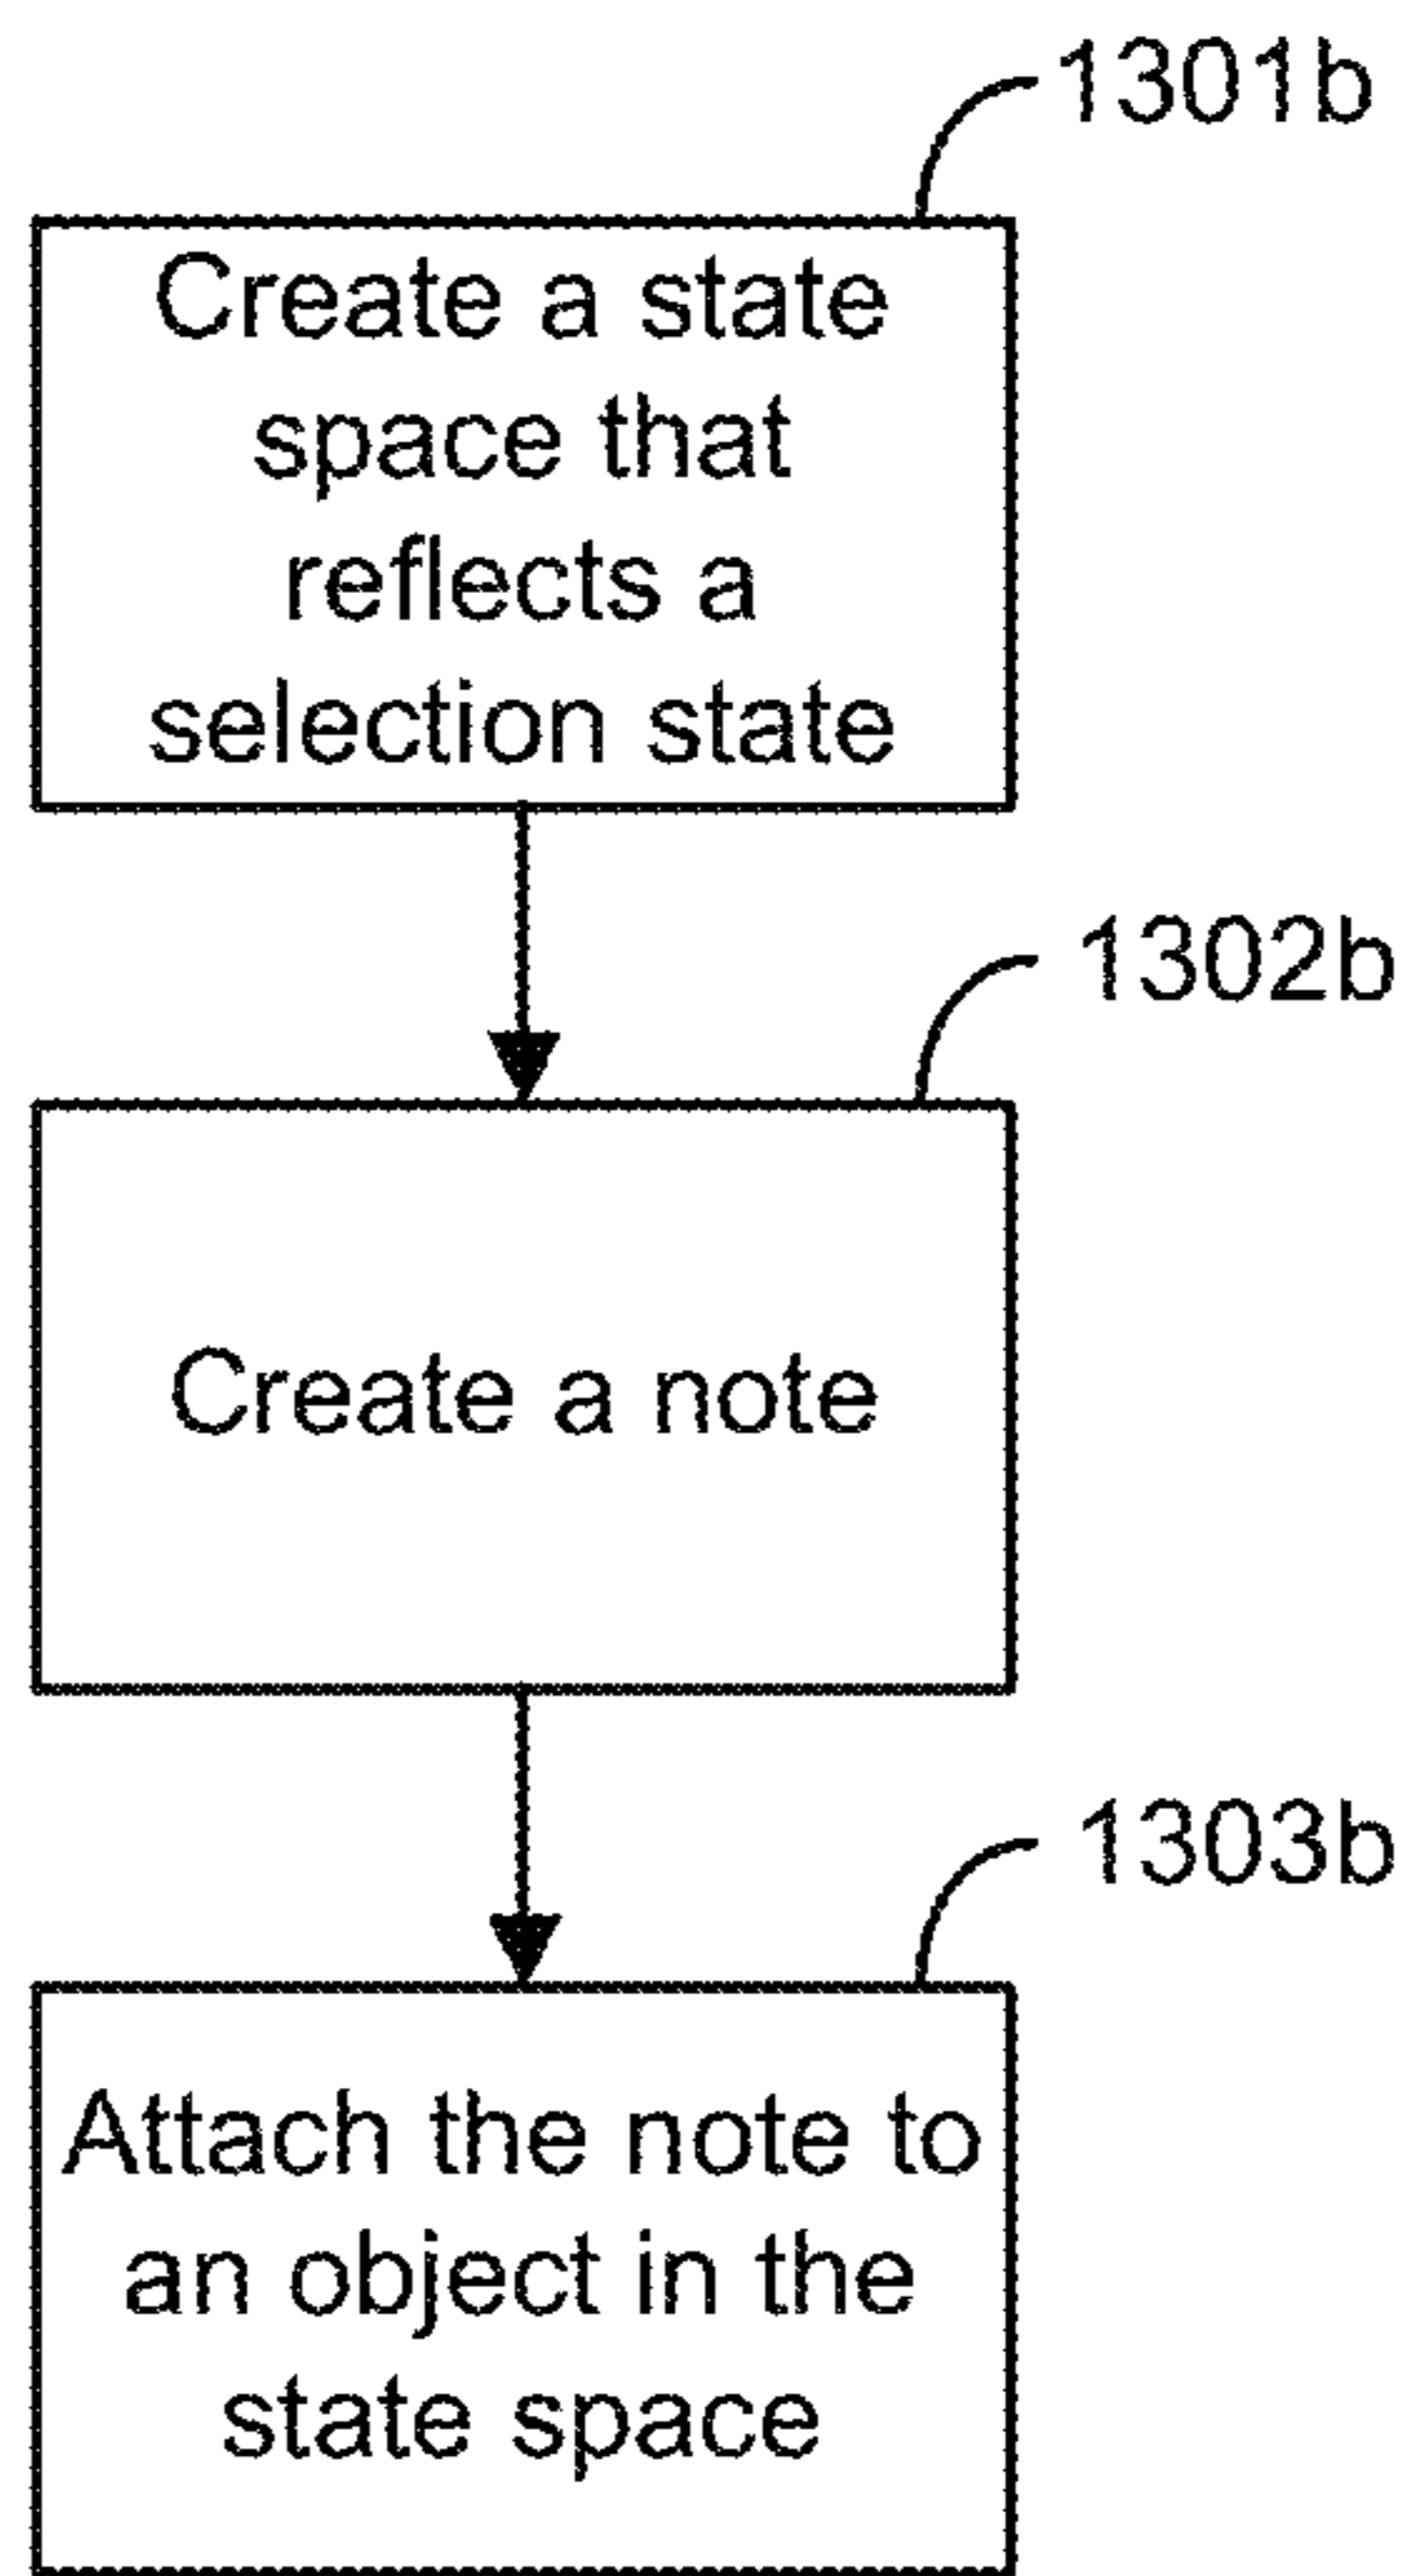 1301b
Create a state
space that
reflects a
selection state
1302b
Create a note
1303b
Attach the note to
an object in the
state space